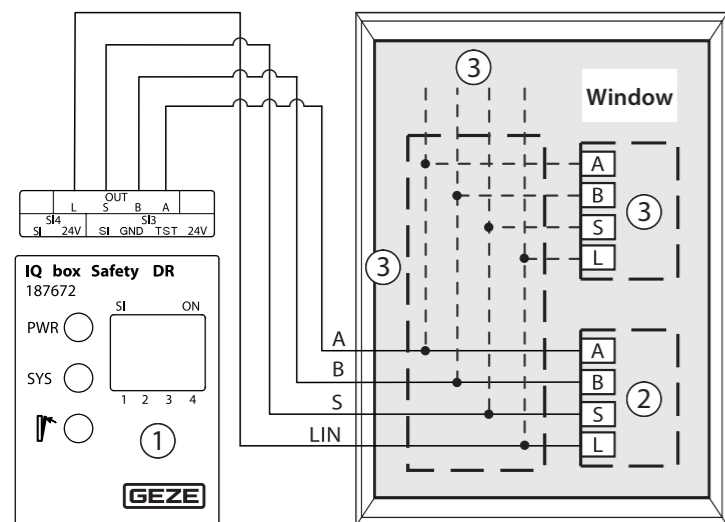 OUT
L S B A
SI4 SI3
SI 24V SI GND TST 24V
IQ box Safety DR
187672
SI ON
PWR
SYS
1 2 3 4
1
GEZE
3
Window
A
B
S
L
3
3
A
B
S
LIN
A
B
S
L
2